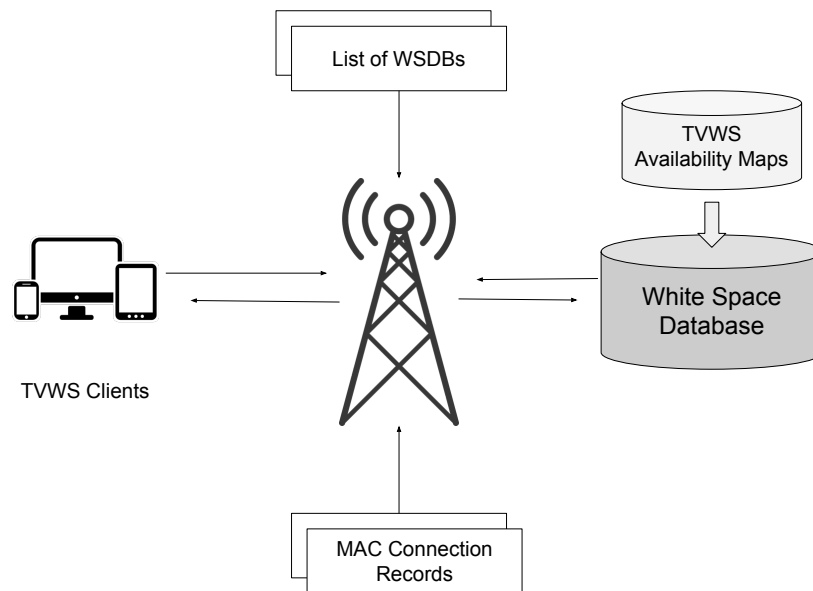 List of WSDBs
TVWS
Availability Maps
White Space
Database
TVWS Clients
MAC Connection
Records